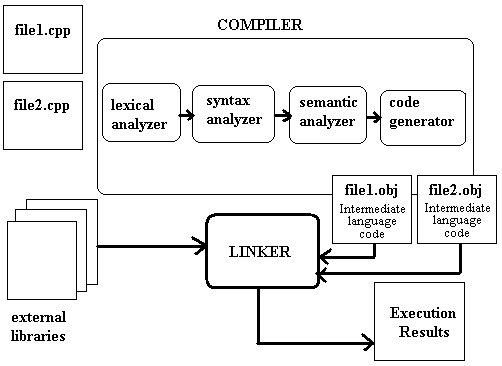 COMPILER
file1.cpp
file2.cpp
lexical
analyzer
syntax
analyzer
semantic
analyzer
code
generator
file1.obj
Intermediate
language
code
file2.obj
Intermediate
language
code
LINKER
external
libraries
Execution
Results